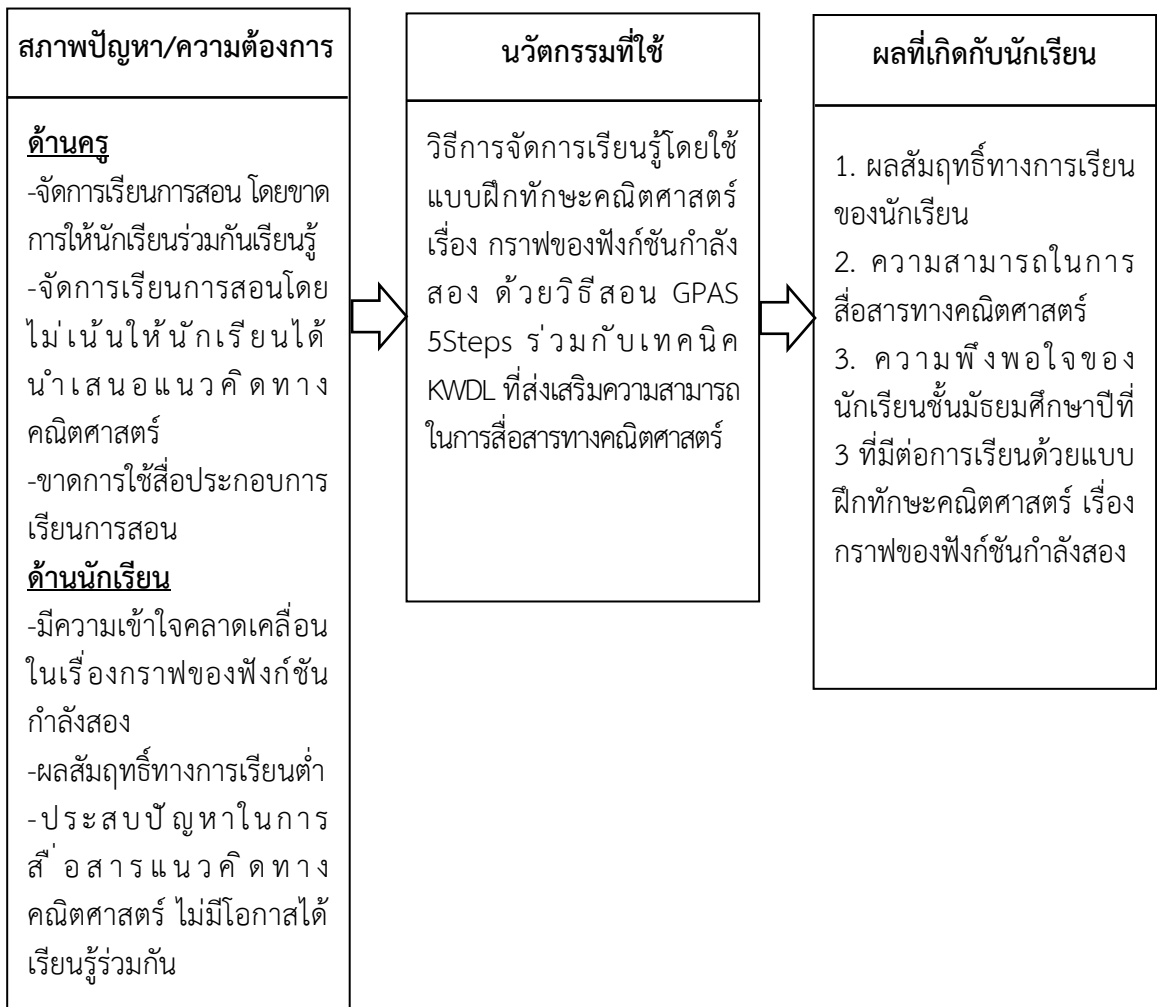 สภาพปัญหา/ความต้องการ
ด้านครู
-จัดการเรียนการสอน โดยขาด
การให้นักเรียนร่วมกันเรียนรู้
-จัดการเรียนการสอนโดย
ไม่เน้นให้นักเรียนได้
นำเสนอแนวคิดทาง
คณิตศาสตร์
-ขาดการใช้สื่อประกอบการ
เรียนการสอน
ด้านนักเรียน
-มีความเข้าใจคลาดเคลื่อน
ในเรื่องกราฟของฟังก์ชัน
กำลังสอง
-ผลสัมฤทธิ์ทางการเรียนต่ำ
-ประสบปัญหาในการ
สื่อสารแนวคิดทาง
คณิตศาสตร์ ไม่มีโอกาสได้
เรียนรู้ร่วมกัน
นวัตกรรมที่ใช้
วิธีการจัดการเรียนรู้โดยใช้
แบบฝึกทักษะคณิตศาสตร์
เรื่อง กราฟของฟังก์ชันกำลัง
สอง ด้วยวิธีสอน GPAS
5Steps ร่วมกับเทคนิค
KWDL ที่ส่งเสริมความสามารถ
ในการสื่อสารทางคณิตศาสตร์
ผลที่เกิดกับนักเรียน
1. ผลสัมฤทธิ์ทางการเรียน
ของนักเรียน
2. ความสามารถในการ
สื่อสารทางคณิตศาสตร์
3. ความพึงพอใจของ
นักเรียนชั้นมัธยมศึกษาปีที่
3 ที่มีต่อการเรียนด้วยแบบ
ฝึกทักษะคณิตศาสตร์ เรื่อง
กราฟของฟังก์ชันกำลังสอง